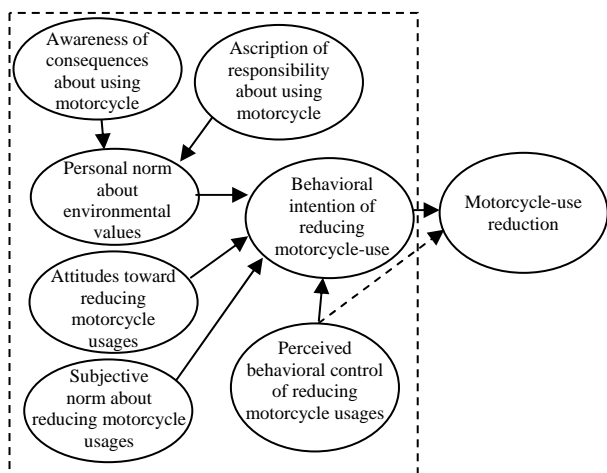 Awareness of
consequences
about using
motorcycle
Ascription of
responsibility
about using
motorcycle
Personal norm
about
environmental
values
Behavioral
intention of
reducing
motorcycle-use
Motorcycle-use
reduction
Attitudes toward
reducing
motorcycle
usages
Subjective
norm about
reducing motorcycle
usages
Perceived
behavioral control
of reducing
motorcycle usages